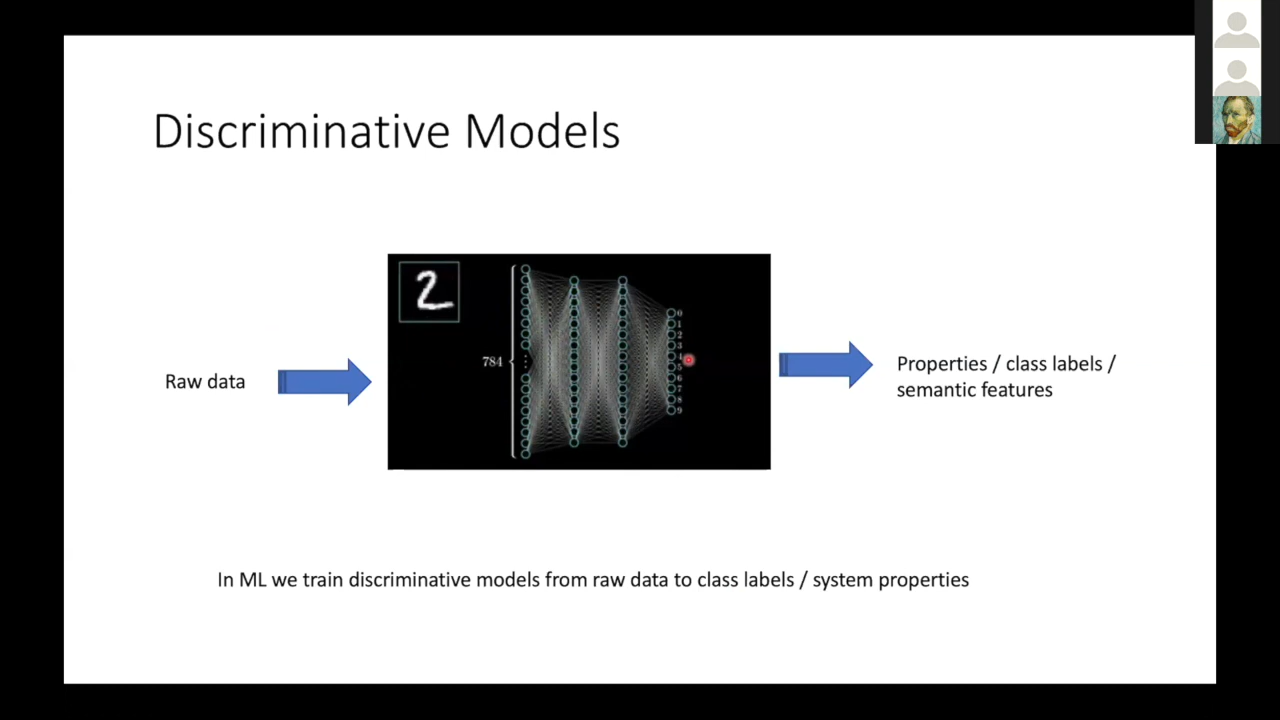 Discriminative Models
2
784
0
1
2
3
4
5
6
7
8
9
Raw data
Properties / class labels /
semantic features
In ML we train discriminative models from raw data to class labels / system properties